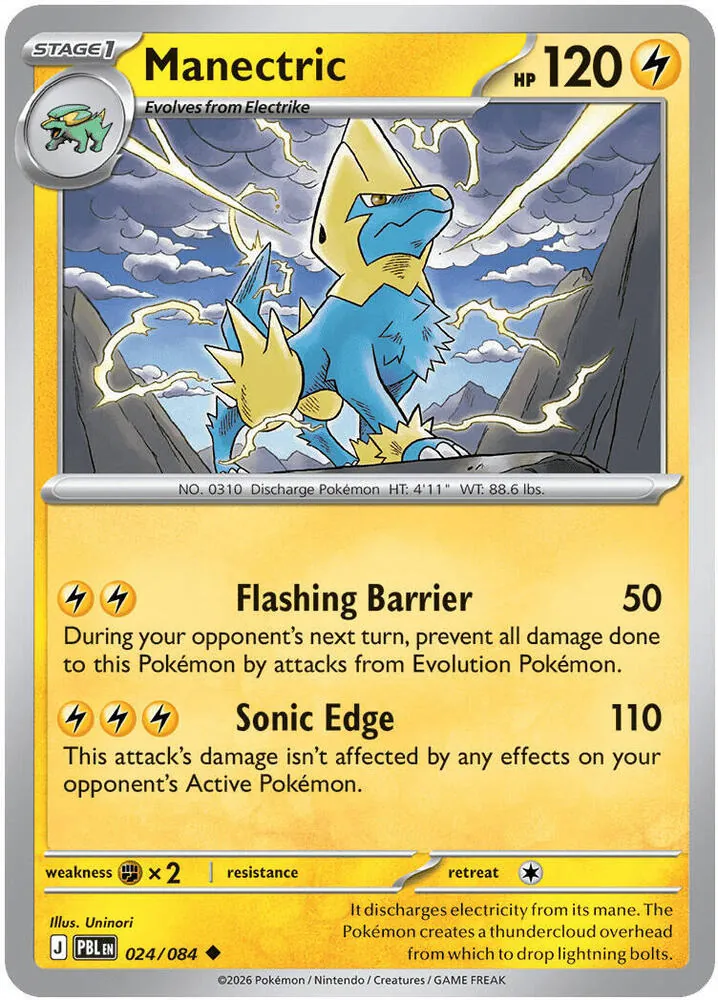 STAGE1
Manectric
HP 120
Evolves from Electrike
NO. 0310 Discharge Pokémon HT: 4'11" WT: 88.6 lbs.
Flashing Barrier 50
During your opponent's next turn, prevent all damage done
to this Pokémon by attacks from Evolution Pokémon.
Sonic Edge 110
This attack's damage isn't affected by any effects on your
opponent's Active Pokémon.
weakness ×2 resistance retreat
Illus. Uninori
J PBL EN 024/084
It discharges electricity from its mane. The
Pokémon creates a thundercloud overhead
from which to drop lightning bolts.
©2026 Pokémon / Nintendo / Creatures / GAME FREAK